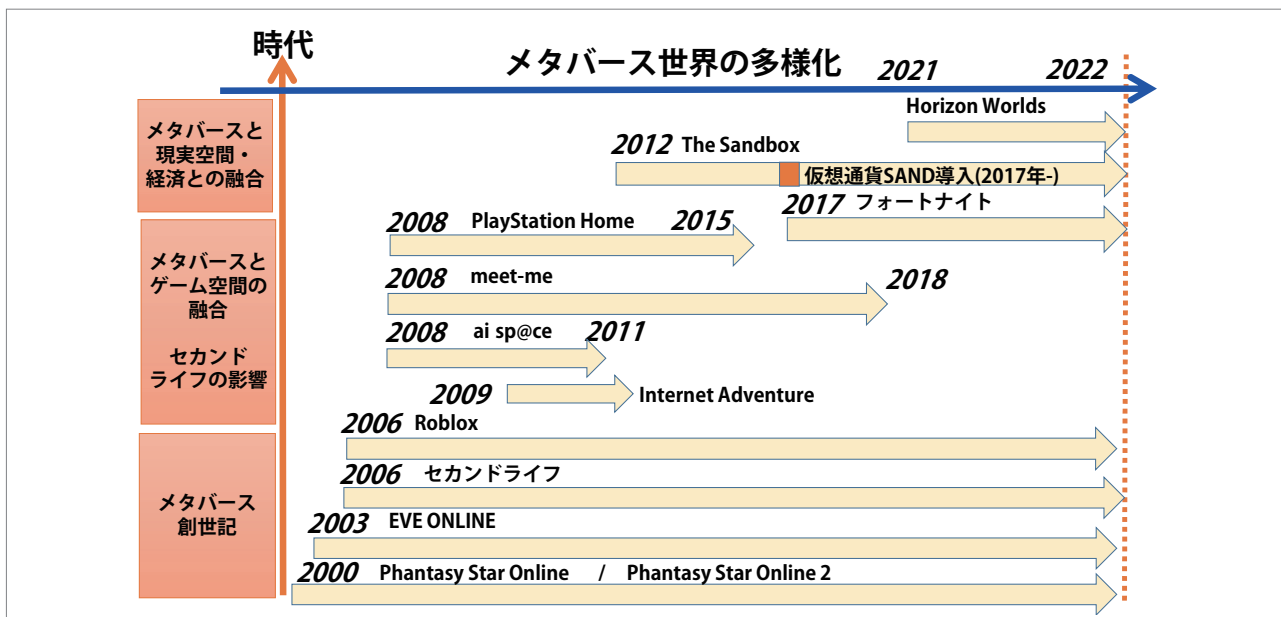 時代
メタバース世界の多様化
2021
2022
メタバースと
現実空間・
経済との融合
Horizon Worlds
2012 The Sandbox
仮想通貨SAND導入(2017年-)
2017 フォートナイト
メタバースと
ゲーム空間の
融合
セカンド
ライフの影響
2008 PlayStation Home 2015
2008 meet-me 2018
2008 ai sp@ce 2011
2009 Internet Adventure
メタバース
創世記
2006 Roblox
2006 セカンドライフ
2003 EVE ONLINE
2000 Phantasy Star Online / Phantasy Star Online 2